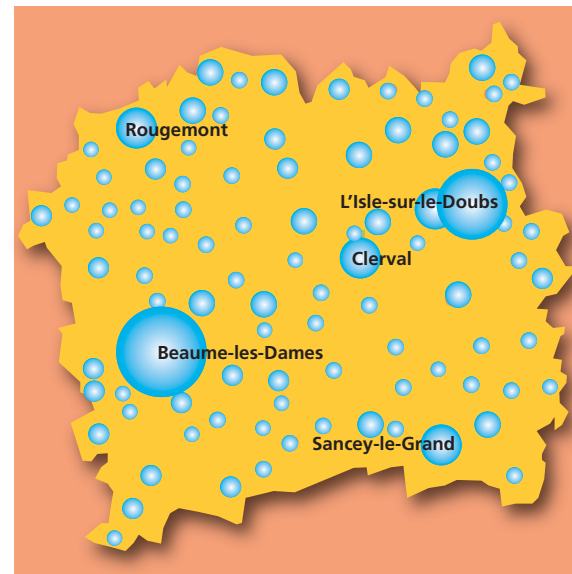 Rougemont
L'Isle-sur-le-Doubs
Clerval
Beaume-les-Dames
Sancey-le-Grand